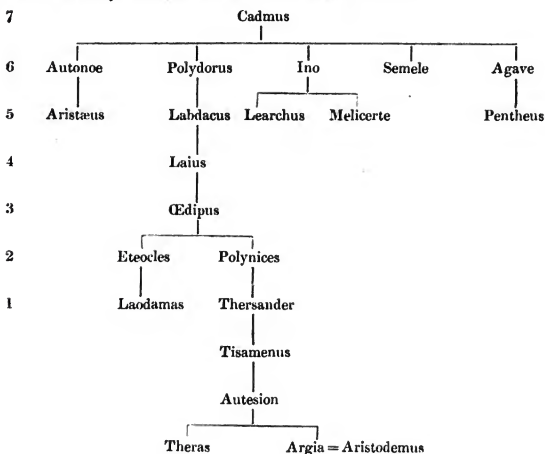 7 Cadmus
6 Autonoe Polydorus Ino Semele Agave
5 Aristæus Labdacus Learchus Melicerte Pentheus
4 Laius
3 Œdipus
2 Eteocles Polynices
1 Laodamas Thersander
Tisamenus
Autesion
Theras Argia = Aristodemus